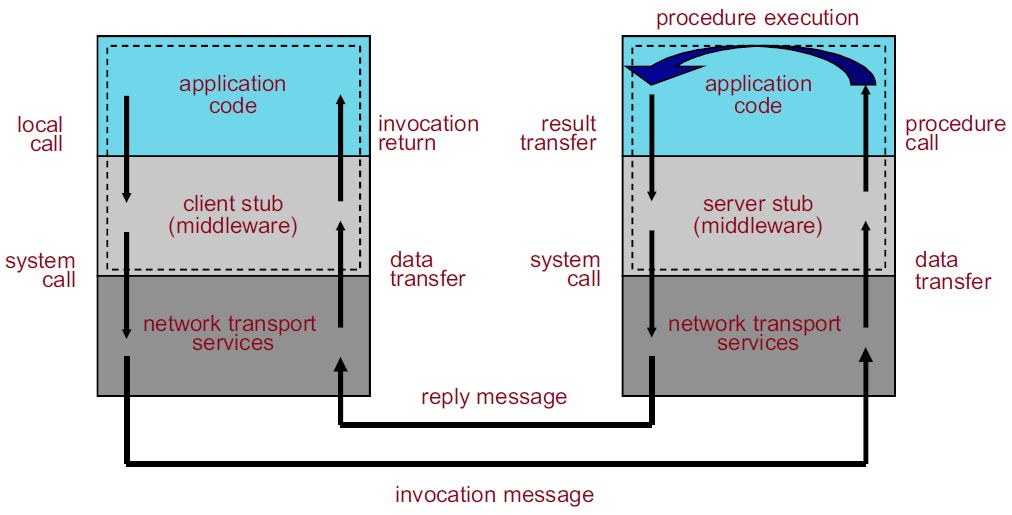 procedure execution
application
code
application
code
local
call
invocation
return
result
transfer
procedure
call
client stub
(middleware)
server stub
(middleware)
system
call
data
transfer
system
call
data
transfer
network transport
services
network transport
services
reply message
invocation message